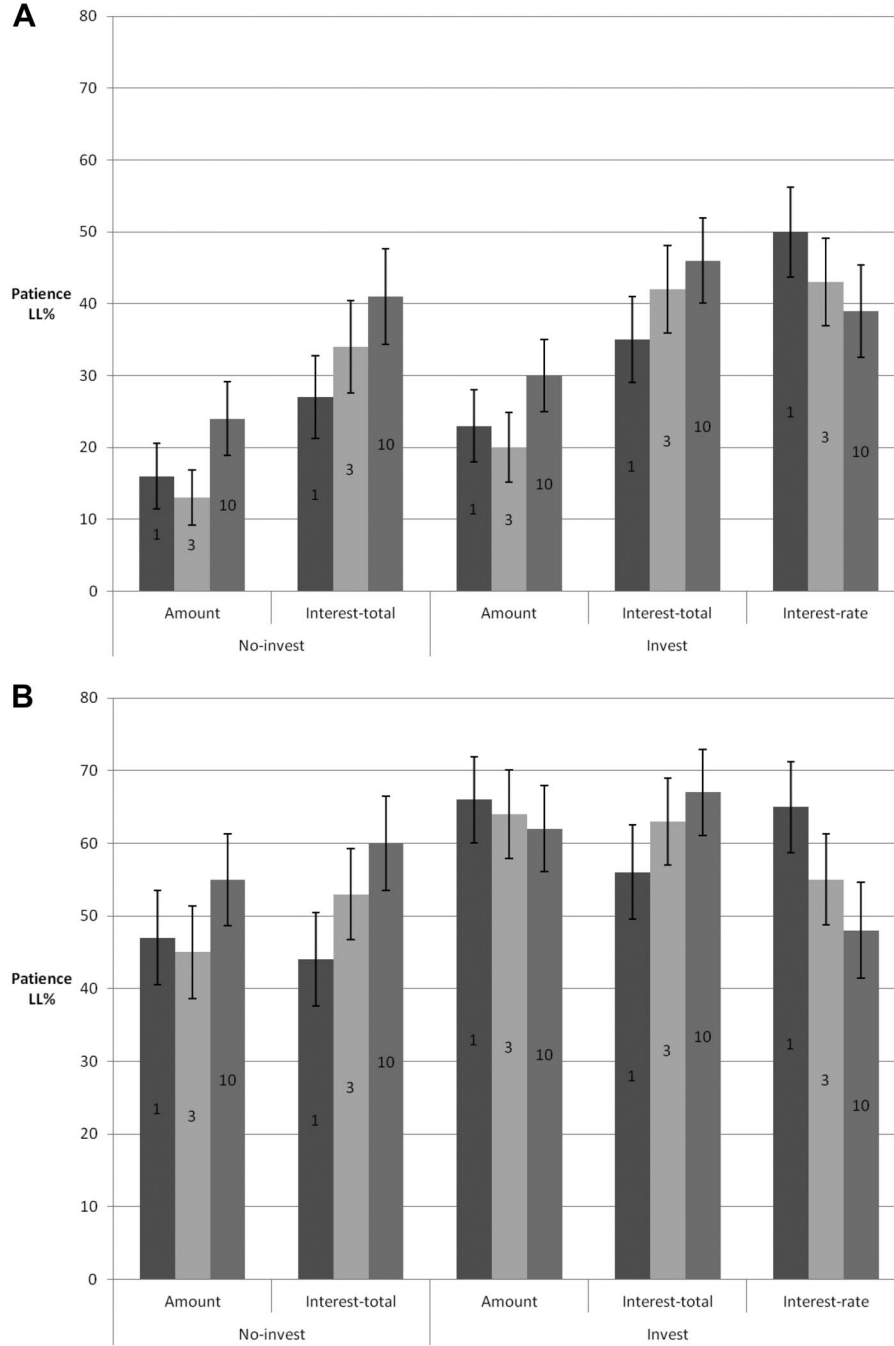 A
80
70
60
50
40
30
20
10
0
Patience
LL%
1 3 10 1 3 10 1 3 10 1 3 10 1 3 10
Amount Interest-total Amount Interest-total Interest-rate
No-invest Invest
B
80
70
60
50
40
30
20
10
0
Patience
LL%
1 3 10 1 3 10 1 3 10 1 3 10 1 3 10
Amount Interest-total Amount Interest-total Interest-rate
No-invest Invest